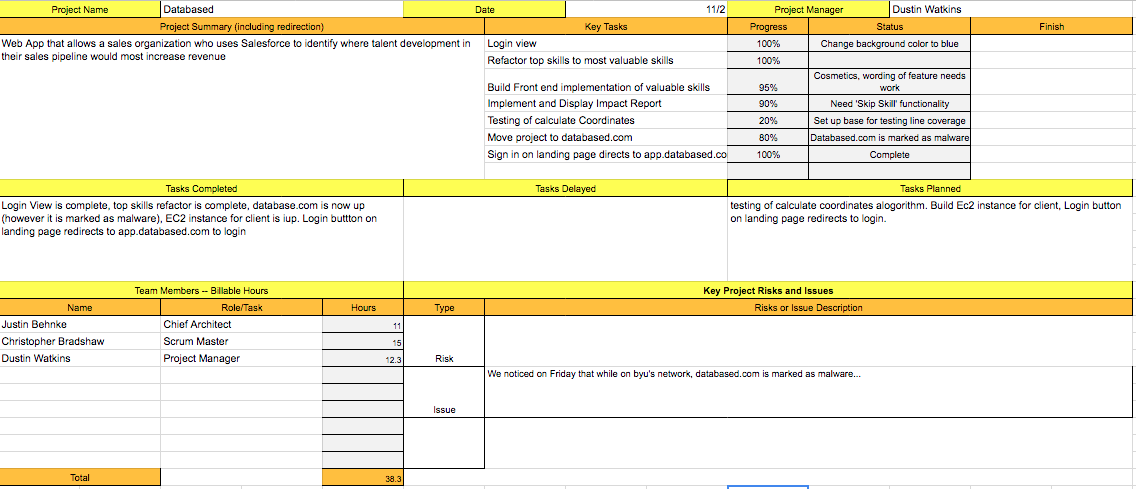 Project Name Databased Date 11/2 Project Manager Dustin Watkins
Project Summary (including redirection) Key Tasks Progress Status Finish
Web App that allows a sales organization who uses Salesforce to identify where talent development in
their sales pipeline would most increase revenue
Login view 100% Change background color to blue
Refactor top skills to most valuable skills 100%
Cosmetics, wording of feature needs
work
Build Front end implementation of valuable skills 95%
Implement and Display Impact Report 90% Need 'Skip Skill' functionality
Testing of calculate Coordinates 20% Set up base for testing line coverage
Move project to databased.com 80% Databased.com is marked as malware
Sign in on landing page directs to app.databased.co 100% Complete
Tasks Completed Tasks Delayed Tasks Planned
Login View is complete, top skills refactor is complete, database.com is now up
(however it is marked as malware), EC2 instance for client is iup. Login buttton on
landing page redirects to app.databased.com to login
testing of calculate coordinates alogorithm. Build Ec2 instance for client, Login button
on landing page redirects to login.
Team Members -- Billable Hours Key Project Risks and Issues
Name Role/Task Hours Type Risks or Issue Description
Justin Behnke Chief Architect 11
Christopher Bradshaw Scrum Master 15
Dustin Watkins Project Manager 12.3 Risk
We noticed on Friday that while on byu's network, databased.com is marked as malware...
Issue
Total 38.3